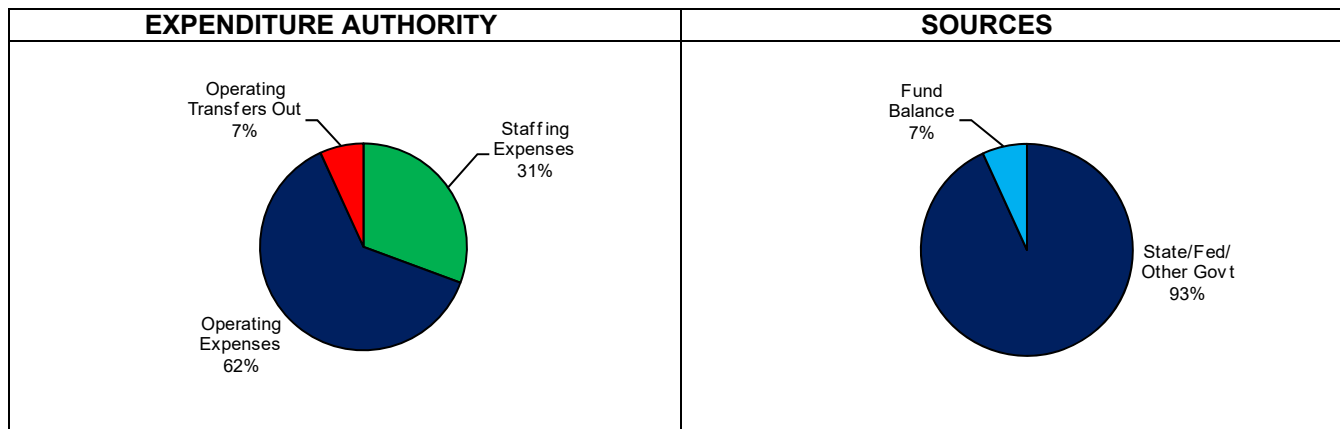 EXPENDITURE AUTHORITY
Operating
Transfers Out
7%
Staffing
Expenses
31%
Operating
Expenses
62%
SOURCES
Fund
Balance
7%
State/Fed/
Other Govt
93%